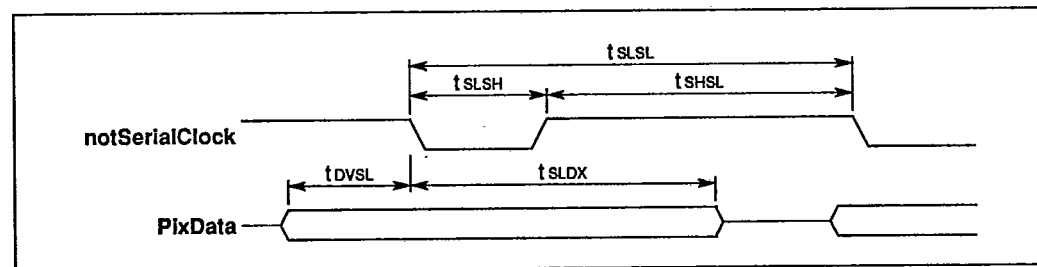 tSLSL
tSLSH tSHSL
notSerialClock
tDVSL tSLDX
PixData